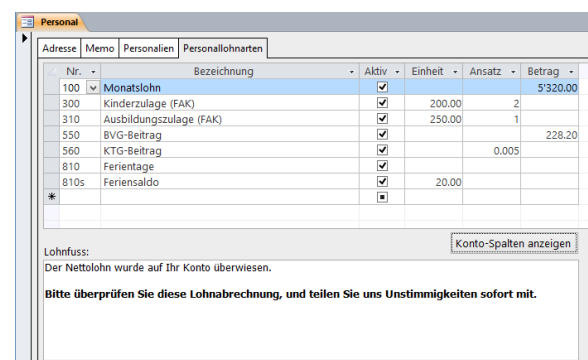 Personal
Adresse Memo Personalien Personallohnarten
Nr. Bezeichnung Aktiv Einheit Ansatz Betrag
100 Monatslohn 5'320.00
300 Kinderzulage (FAK) 200.00 2
310 Ausbildungszulage (FAK) 250.00 1
550 BVG-Beitrag 228.20
560 KTG-Beitrag 0.005
810 Ferientage
810s Feriensaldo 20.00
Konto-Spalten anzeigen
Lohnfuss:
Der Nettolohn wurde auf Ihr Konto überwiesen.
Bitte überprüfen Sie diese Lohnabrechnung, und teilen Sie uns Unstimmigkeiten sofort mit.